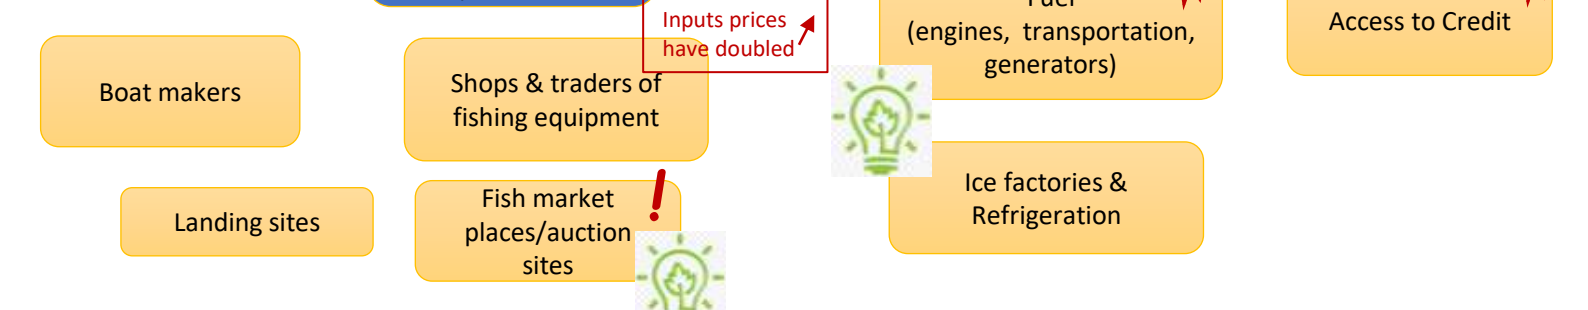 Inputs prices
have doubled
Fuel
(engines, transportation,
generators)
Access to Credit
Boat makers
Shops & traders of
fishing equipment
Ice factories &
Refrigeration
Landing sites
Fish market
places/auction
sites